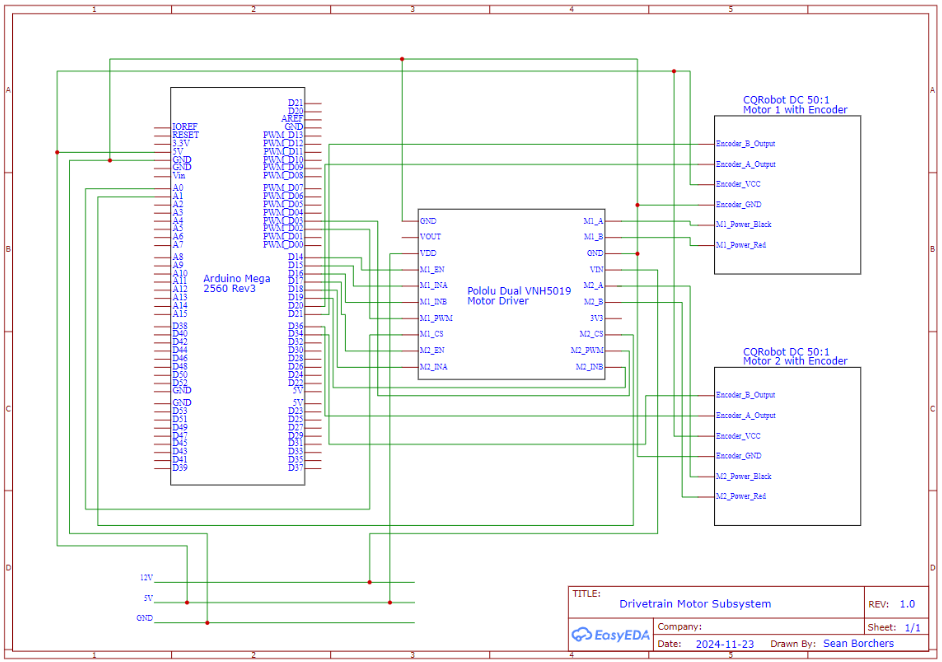 1 2 3 4 5
A
B
C
D
A
B
C
D
D21
D20
AREF
GND
PWM_D13
PWM_D12
PWM_D11
PWM_D10
PWM_D09
PWM_D08
PWM_D07
PWM_D06
PWM_D05
PWM_D04
PWM_D03
PWM_D02
PWM_D01
PWM_D00
D14
D15
D16
D17
D18
D19
D20
D21
D36
D34
D32
D30
D28
D26
D24
D22
5V
5V
D23
D25
D27
D29
D31
D33
D35
D37
IOREF
RESET
3.3V
5V
GND
GND
Vin
A0
A1
A2
A3
A4
A5
A6
A7
A8
A9
A10
A11
A12
A13
A14
A15
D38
D40
D42
D44
D46
D48
D50
D52
GND
GND
D53
D51
D49
D47
D45
D43
D41
D39
Arduino Mega
2560 Rev3
GND
VOUT
VDD
M1_EN
M1_INA
M1_INB
M1_PWM
M1_CS
M2_EN
M2_INA
Pololu Dual VNH5019
Motor Driver
M1_A
M1_B
GND
VIN
M2_A
M2_B
3V3
M2_CS
M2_PWM
M2_INB
CQRobot DC 50:1
Motor 1 with Encoder
Encoder_B_Output
Encoder_A_Output
Encoder_VCC
Encoder_GND
M1_Power_Black
M1_Power_Red
CQRobot DC 50:1
Motor 2 with Encoder
Encoder_B_Output
Encoder_A_Output
Encoder_VCC
Encoder_GND
M2_Power_Black
M2_Power_Red
12V
5V
GND
TITLE:
Drivetrain Motor Subsystem
REV: 1.0
EasyEDA
Company:
Sheet: 1/1
Date: 2024-11-23 Drawn By: Sean Borchers
1 2 3 4 5